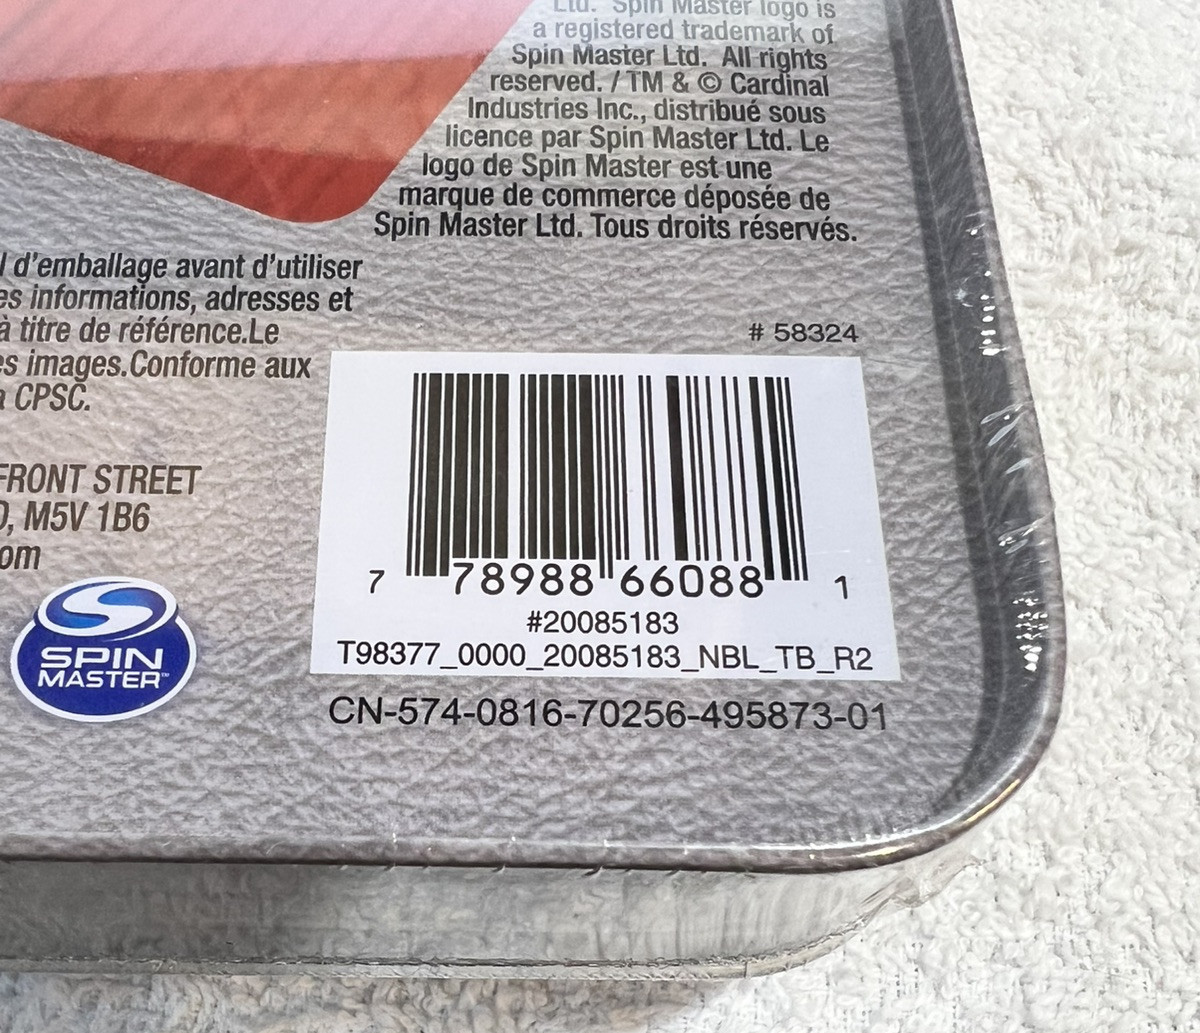 Ltd. Spin Master logo is
a registered trademark of
Spin Master Ltd. All rights
reserved. / TM & © Cardinal
Industries Inc., distribué sous
licence par Spin Master Ltd. Le
logo de Spin Master est une
marque de commerce déposée de
Spin Master Ltd. Tous droits réservés.
d'emballage avant d'utiliser
es informations, adresses et
à titre de référence.Le
es images.Conforme aux
CPSC.
# 58324
FRONT STREET
, M5V 1B6
om
7 78988 66088 1
#20085183
T98377_0000_20085183_NBL_TB_R2
SPIN
MASTER™
CN-574-0816-70256-495873-01